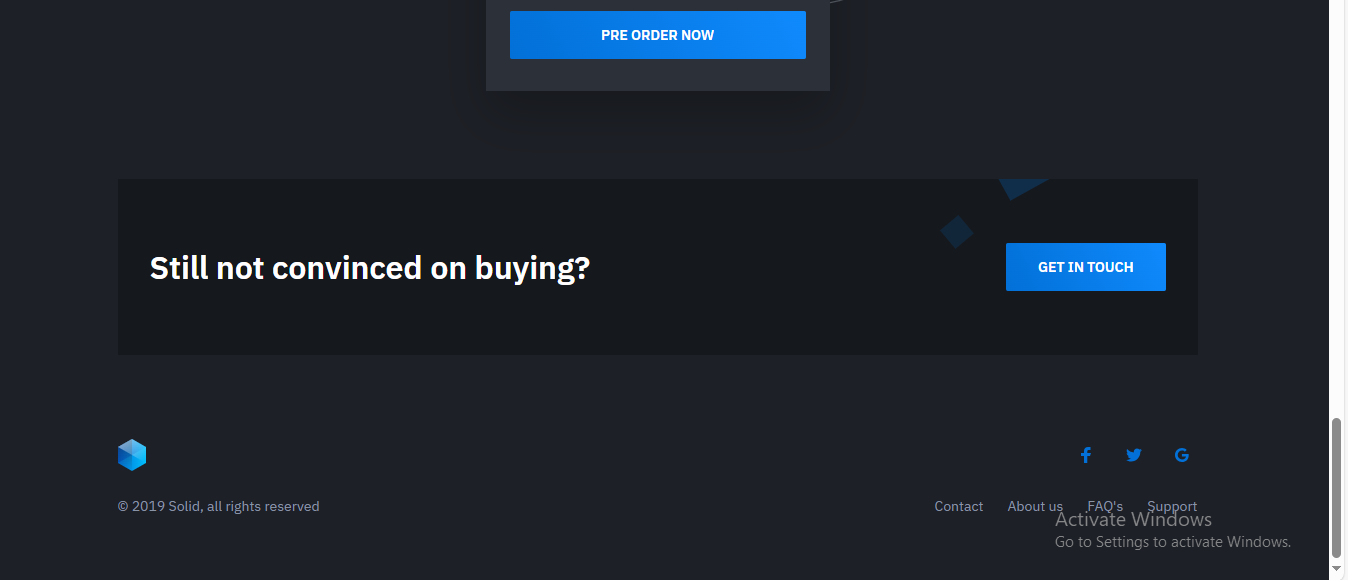 PRE ORDER NOW
Still not convinced on buying?
GET IN TOUCH
© 2019 Solid, all rights reserved
Contact About us FAQ's Support
Activate Windows
Go to Settings to activate Windows.